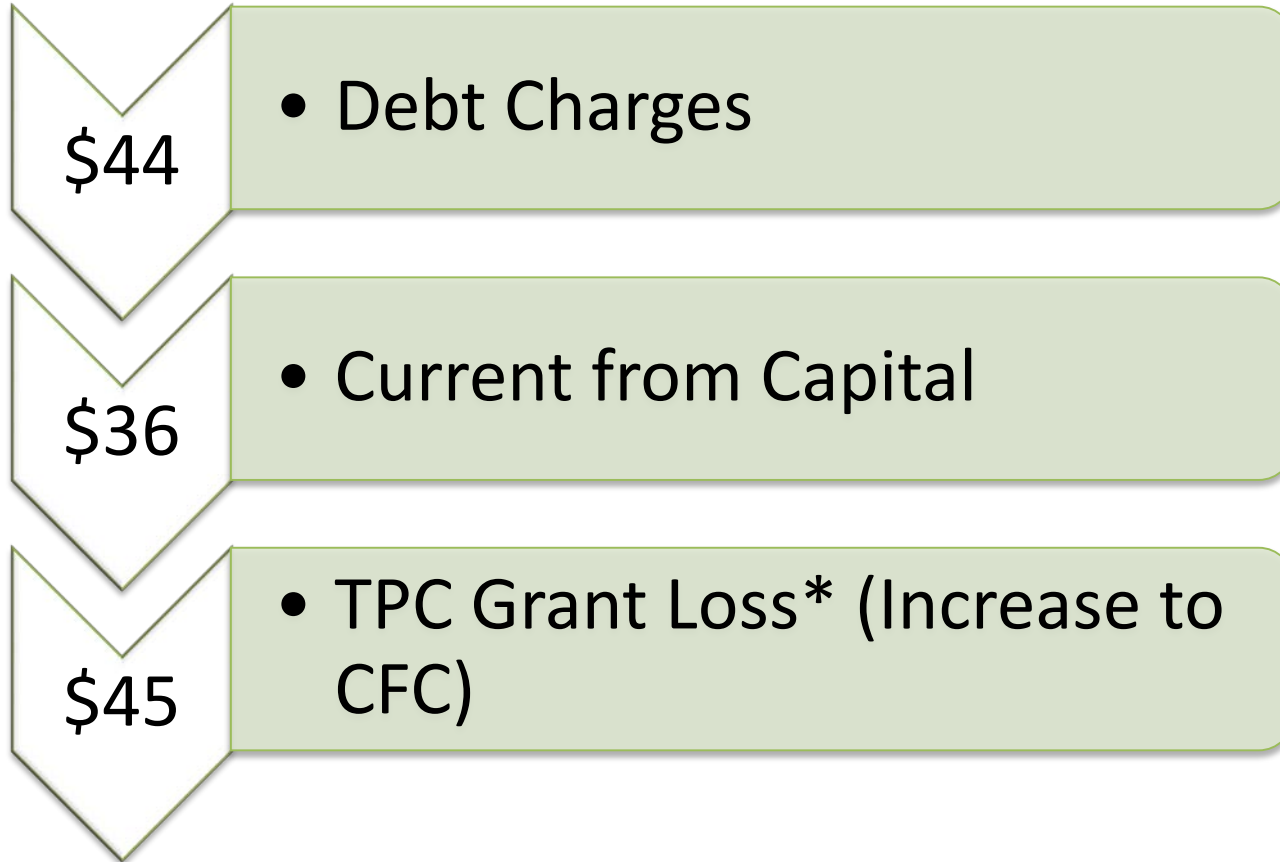 $44
• Debt Charges
$36
• Current from Capital
$45
• TPC Grant Loss* (Increase to
CFC)